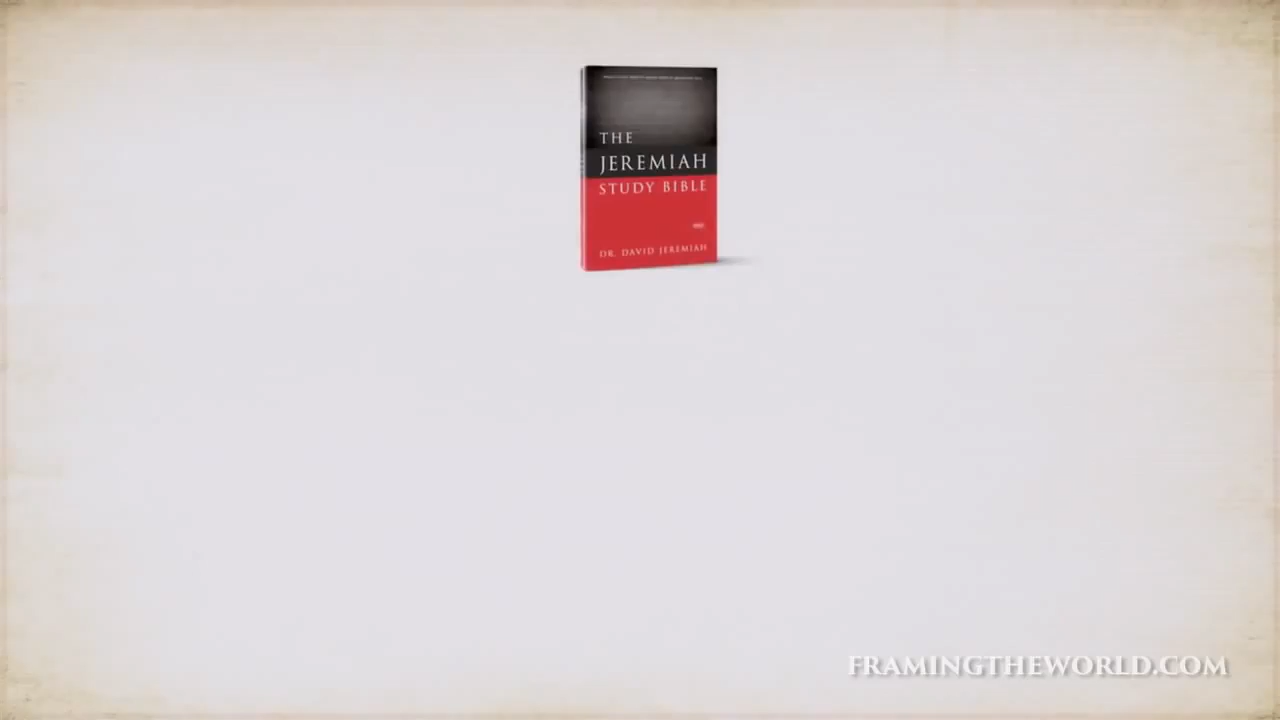 THE
JEREMIAH
STUDY BIBLE
DR. DAVID JEREMIAH
FRAMINGTHEWORLD.COM